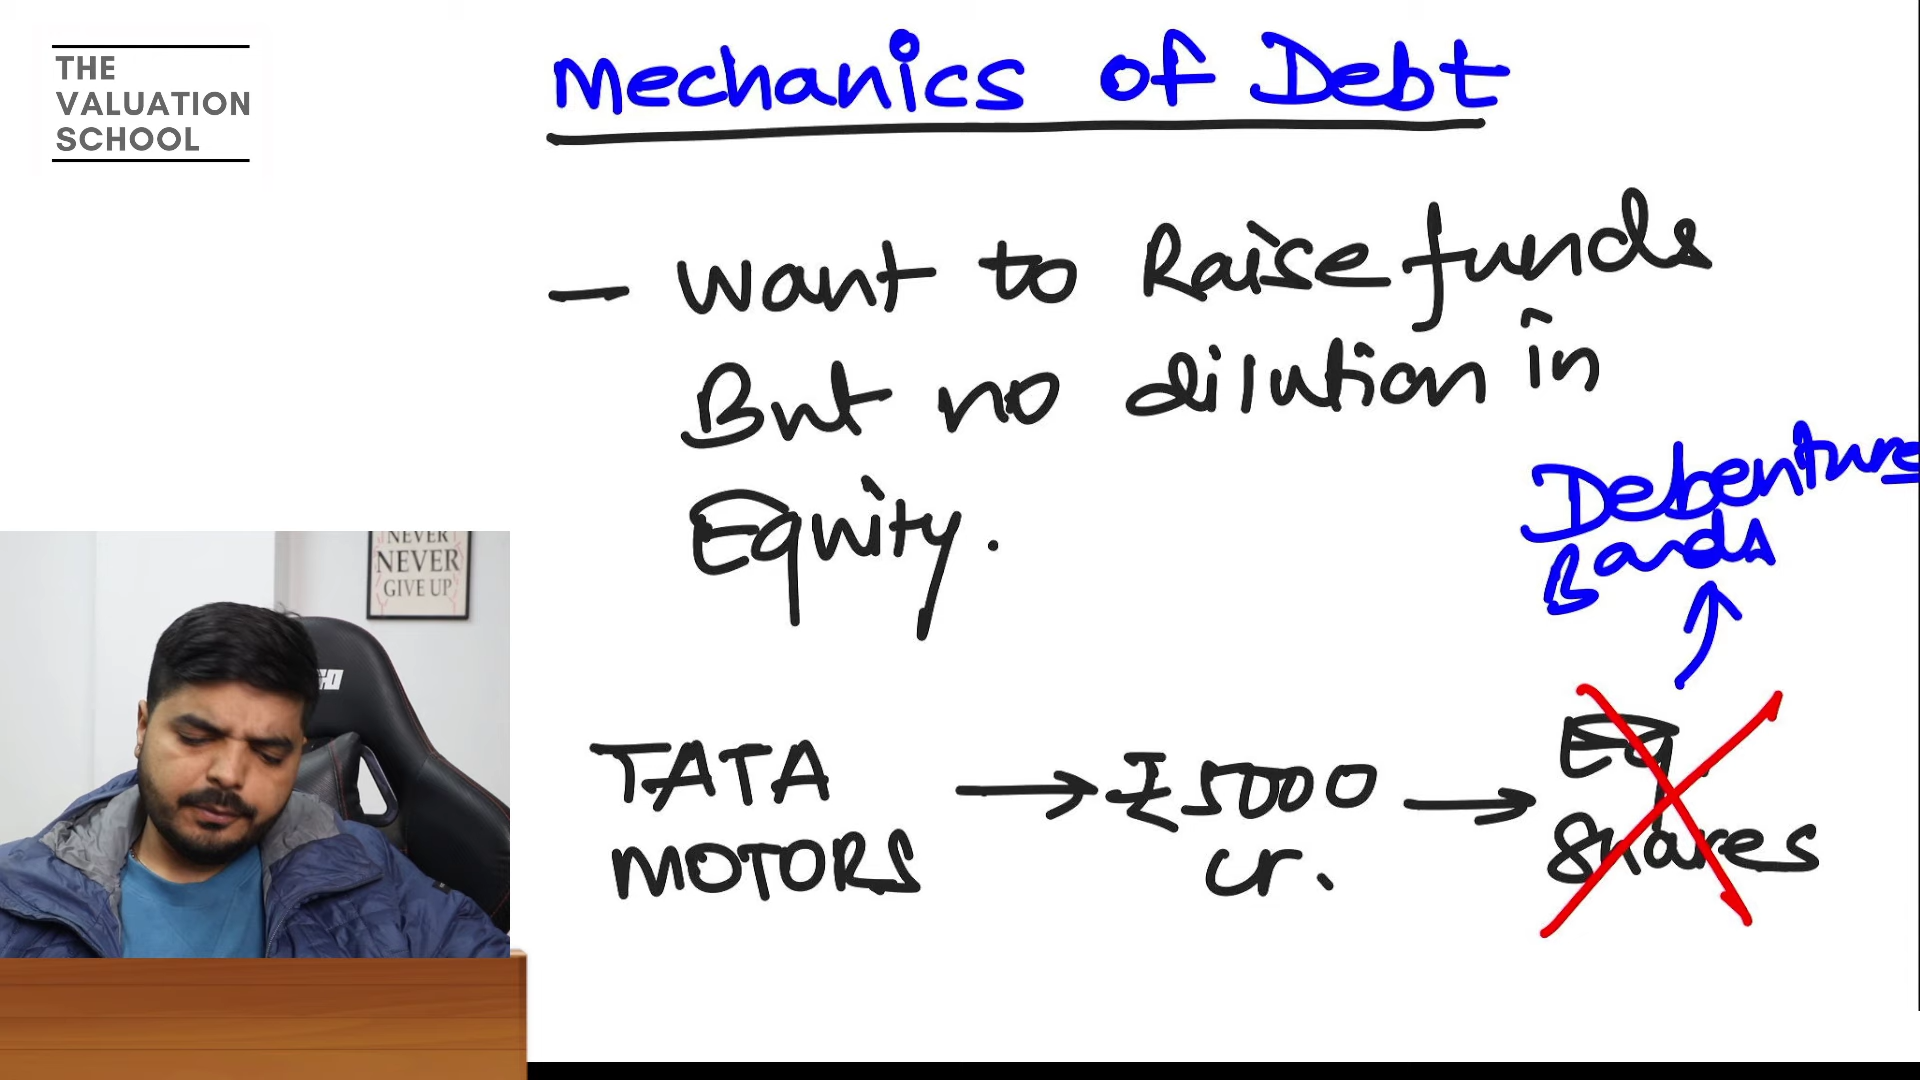 THE
VALUATION
SCHOOL
Mechanics of Debt
- Want to Raise funds
But no dilution in
Equity.
Debenture
Bonds
TATA → ₹5000 → Eq.
MOTORS cr. Shares
NEVER
NEVER
GIVE UP